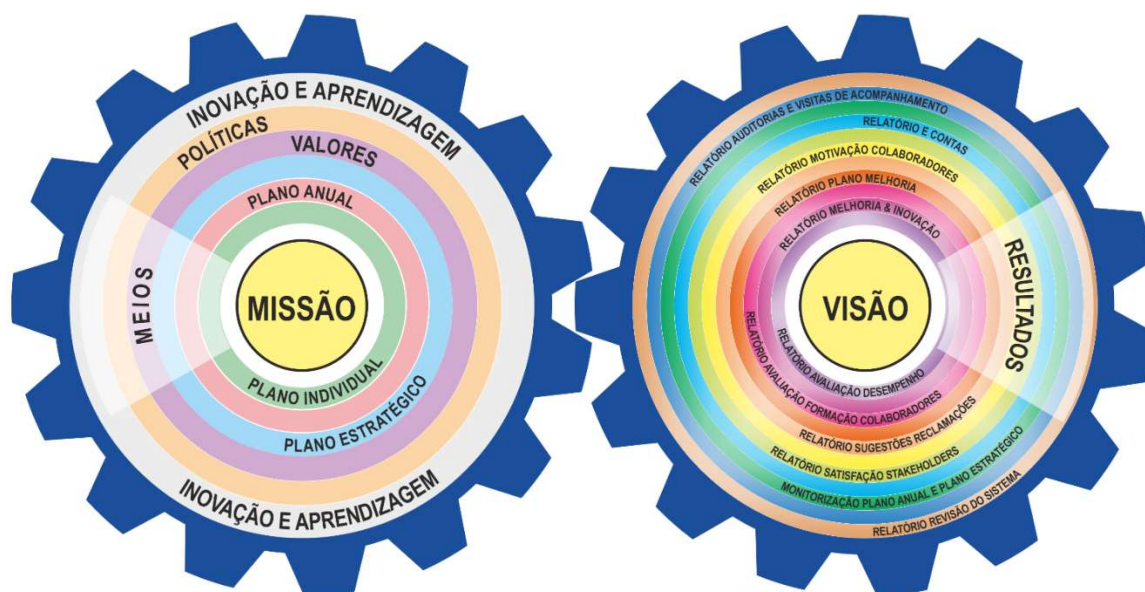 INOVAÇÃO E APRENDIZAGEM
POLÍTICAS
VALORES
PLANO ANUAL
MEIOS
MISSÃO
PLANO INDIVIDUAL
PLANO ESTRATÉGICO
INOVAÇÃO E APRENDIZAGEM
RELATÓRIO AUDITORIAS E VISITAS DE ACOMPANHAMENTO
RELATÓRIO E CONTAS
RELATÓRIO MOTIVAÇÃO COLABORADORES
RELATÓRIO PLANO MELHORIA
RELATÓRIO MELHORIA & INOVAÇÃO
VISÃO
RESULTADOS
RELATÓRIO AVALIAÇÃO DESEMPENHO
RELATÓRIO AVALIAÇÃO FORMAÇÃO COLABORADORES
RELATÓRIO SUGESTÕES RECLAMAÇÕES
RELATÓRIO SATISFAÇÃO STAKEHOLDERS
MONITORIZAÇÃO PLANO ANUAL E PLANO ESTRATÉGICO
RELATÓRIO REVISÃO DO SISTEMA